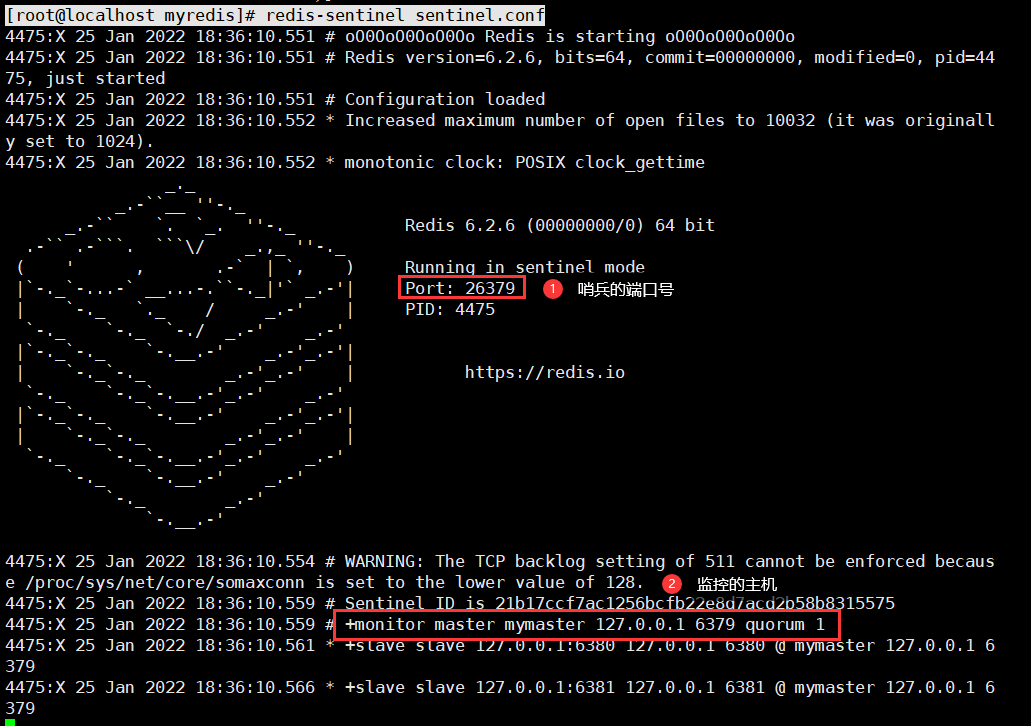 [root@localhost myredis]# redis-sentinel sentinel.conf
4475:X 25 Jan 2022 18:36:10.551 # oO0OoO0OoO0Oo Redis is starting oO0OoO0OoO0Oo
4475:X 25 Jan 2022 18:36:10.551 # Redis version=6.2.6, bits=64, commit=00000000, modified=0, pid=44
75, just started
4475:X 25 Jan 2022 18:36:10.551 # Configuration loaded
4475:X 25 Jan 2022 18:36:10.552 * Increased maximum number of open files to 10032 (it was originall
y set to 1024).
4475:X 25 Jan 2022 18:36:10.552 * monotonic clock: POSIX clock_gettime
Redis 6.2.6 (00000000/0) 64 bit
Running in sentinel mode
Port: 26379 1 哨兵的端口号
PID: 4475
https://redis.io
4475:X 25 Jan 2022 18:36:10.554 # WARNING: The TCP backlog setting of 511 cannot be enforced becaus
e /proc/sys/net/core/somaxconn is set to the lower value of 128. 2 监控的主机
4475:X 25 Jan 2022 18:36:10.559 # Sentinel ID is 21b17ccf7ac1256bcfb22e8d7acd2b58b8315575
4475:X 25 Jan 2022 18:36:10.559 # +monitor master mymaster 127.0.0.1 6379 quorum 1
4475:X 25 Jan 2022 18:36:10.561 * +slave slave 127.0.0.1:6380 127.0.0.1 6380 @ mymaster 127.0.0.1 6
379
4475:X 25 Jan 2022 18:36:10.566 * +slave slave 127.0.0.1:6381 127.0.0.1 6381 @ mymaster 127.0.0.1 6
379